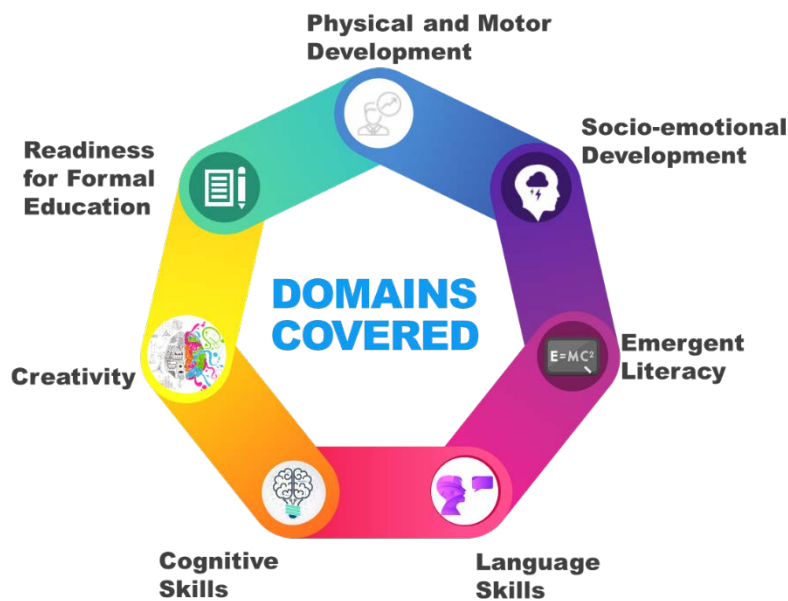 Physical and Motor
Development
Socio-emotional
Development
Readiness
for Formal
Education
DOMAINS
COVERED
E=MC²
Emergent
Literacy
Creativity
Cognitive
Skills
Language
Skills